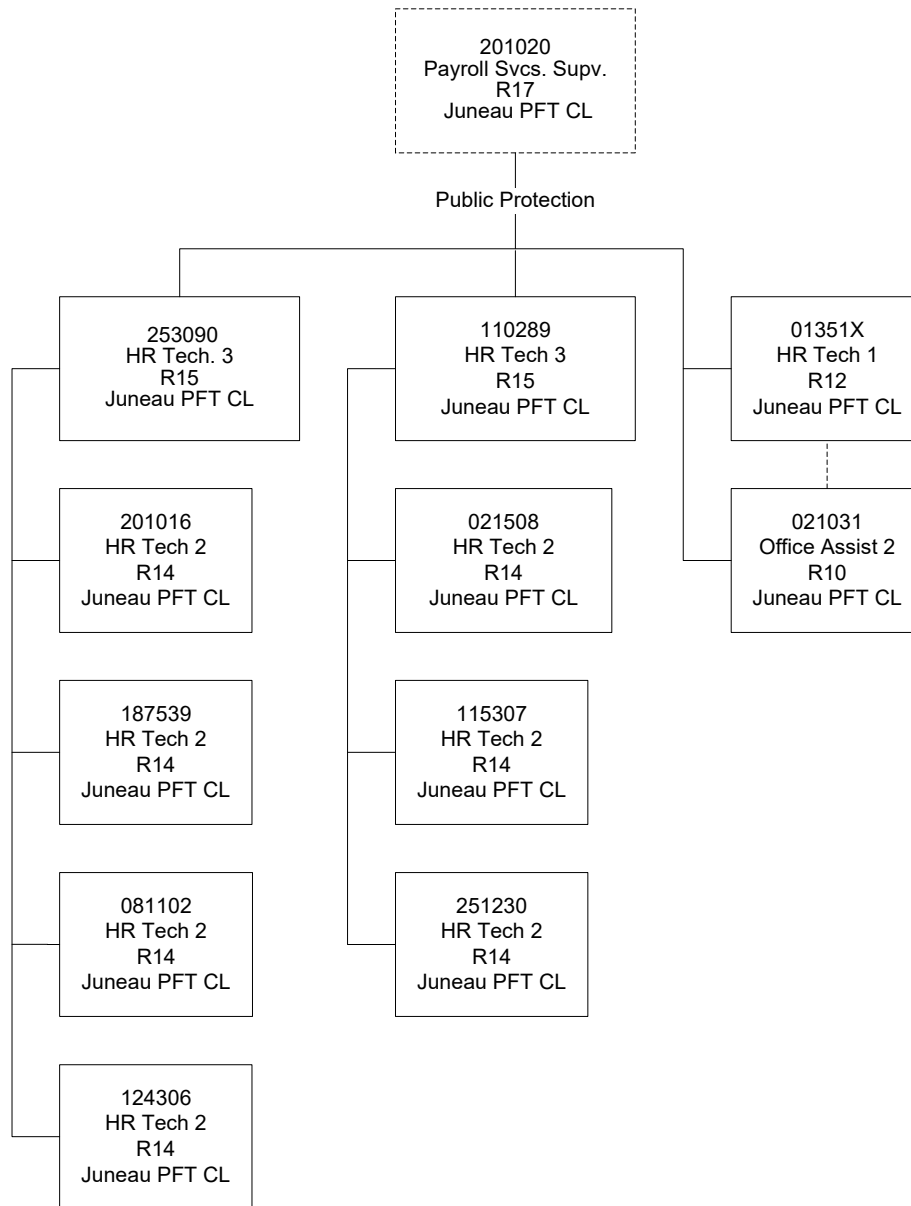 201020
Payroll Svcs. Supv.
R17
Juneau PFT CL
Public Protection
253090
HR Tech. 3
R15
Juneau PFT CL
110289
HR Tech 3
R15
Juneau PFT CL
01351X
HR Tech 1
R12
Juneau PFT CL
201016
HR Tech 2
R14
Juneau PFT CL
021508
HR Tech 2
R14
Juneau PFT CL
021031
Office Assist 2
R10
Juneau PFT CL
187539
HR Tech 2
R14
Juneau PFT CL
115307
HR Tech 2
R14
Juneau PFT CL
081102
HR Tech 2
R14
Juneau PFT CL
251230
HR Tech 2
R14
Juneau PFT CL
124306
HR Tech 2
R14
Juneau PFT CL